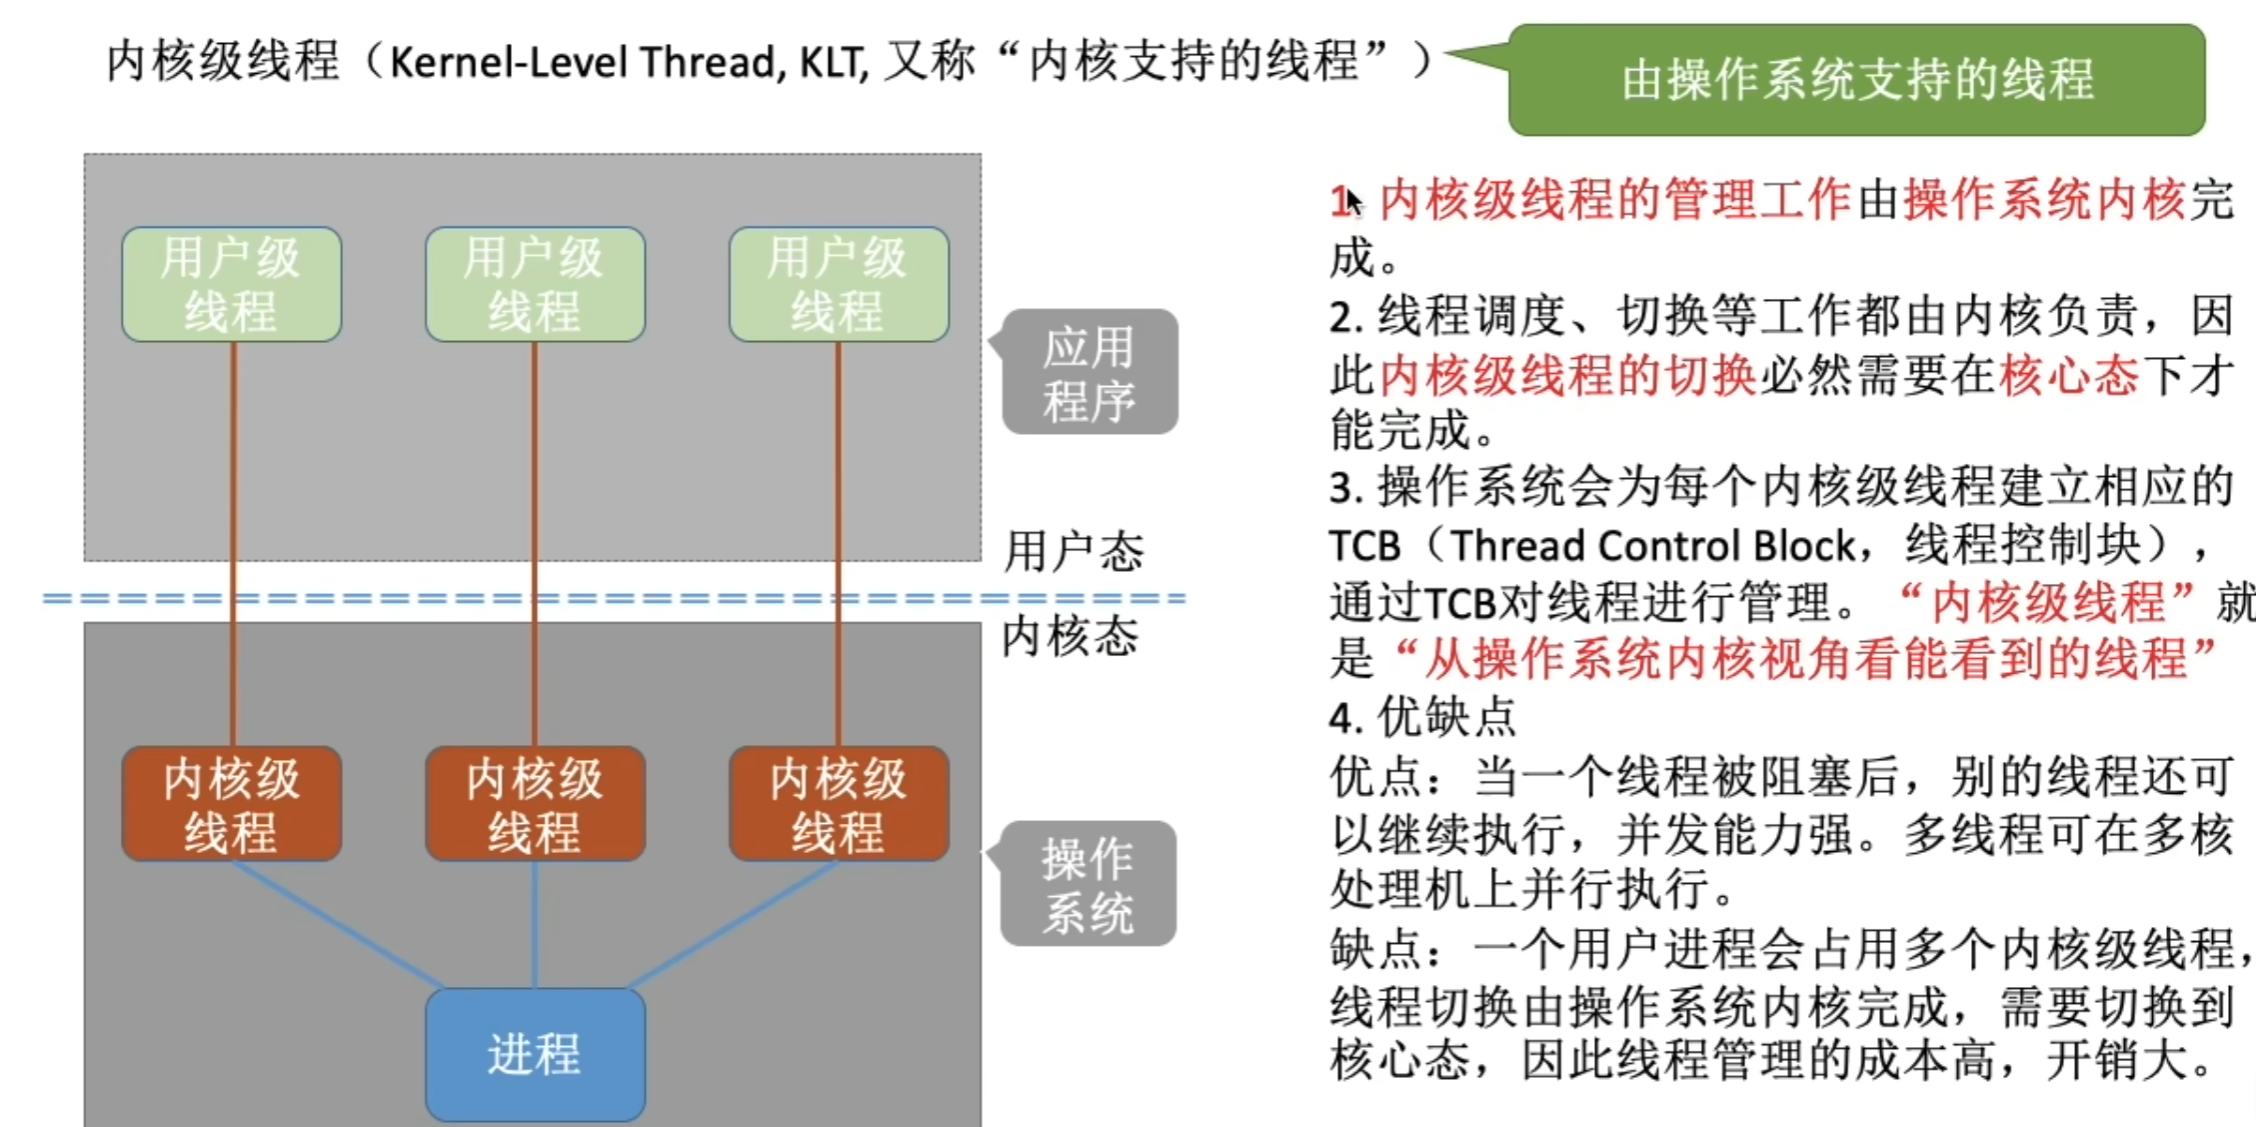 内核级线程（Kernel-Level Thread, KLT, 又称“内核支持的线程”）
由操作系统支持的线程
用户级
线程
用户级
线程
用户级
线程
应用
程序
用户态
内核态
内核级
线程
内核级
线程
内核级
线程
操作
系统
进程
1. 内核级线程的管理工作由操作系统内核完
成。
2. 线程调度、切换等工作都由内核负责，因
此内核级线程的切换必然需要在核心态下才
能完成。
3. 操作系统会为每个内核级线程建立相应的
TCB（Thread Control Block，线程控制块），
通过TCB对线程进行管理。“内核级线程”就
是“从操作系统内核视角看能看到的线程”
4. 优缺点
优点：当一个线程被阻塞后，别的线程还可
以继续执行，并发能力强。多线程可在多核
处理机上并行执行。
缺点：一个用户进程会占用多个内核级线程，
线程切换由操作系统内核完成，需要切换到
核心态，因此线程管理的成本高，开销大。